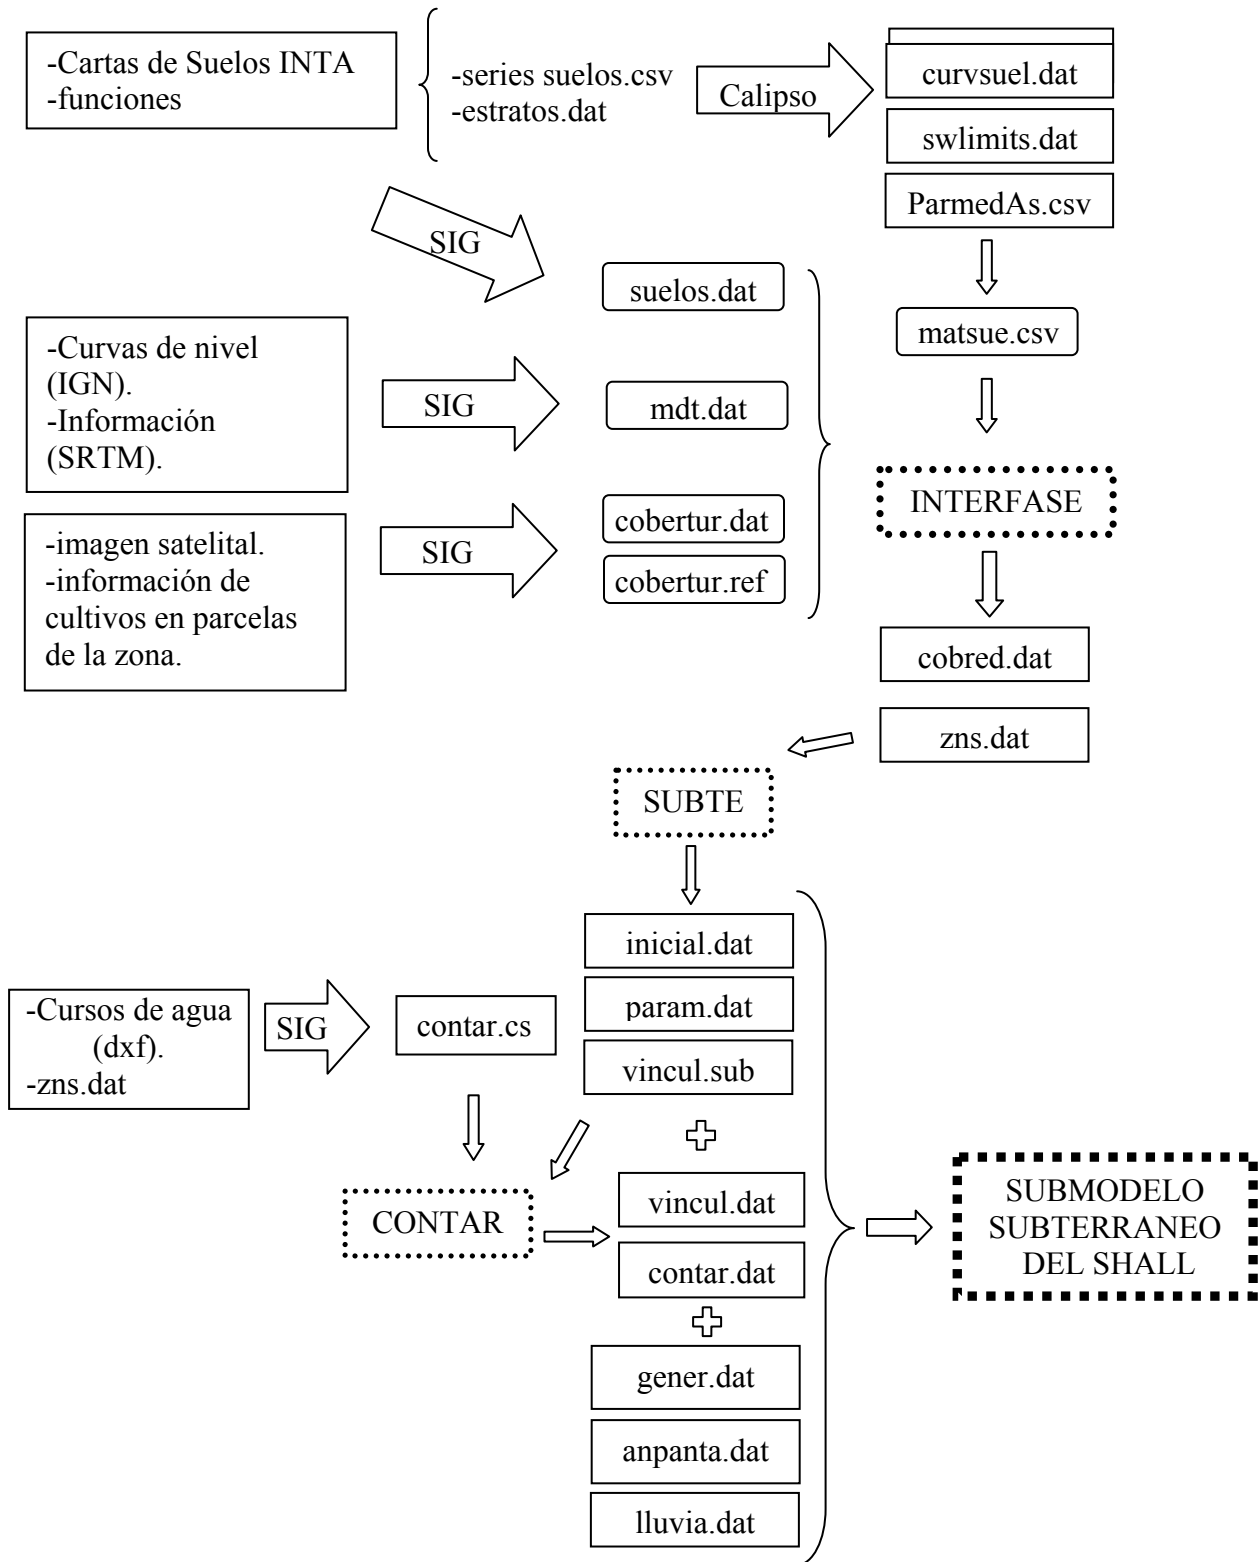 -Cartas de Suelos INTA
-funciones
-series suelos.csv
-estratos.dat
Calipso
curvsuel.dat
swlimits.dat
ParmedAs.csv
SIG
suelos.dat
matsue.csv
-Curvas de nivel
(IGN).
-Información
(SRTM).
SIG
mdt.dat
INTERFASE
-imagen satelital.
-información de
cultivos en parcelas
de la zona.
SIG
cobertur.dat
cobertur.ref
cobred.dat
zns.dat
SUBTE
inicial.dat
param.dat
vincul.sub
-Cursos de agua
(dxf).
-zns.dat
SIG
contar.cs
CONTAR
vincul.dat
contar.dat
SUBMODELO
SUBTERRANEO
DEL SHALL
gener.dat
anpanta.dat
lluvia.dat